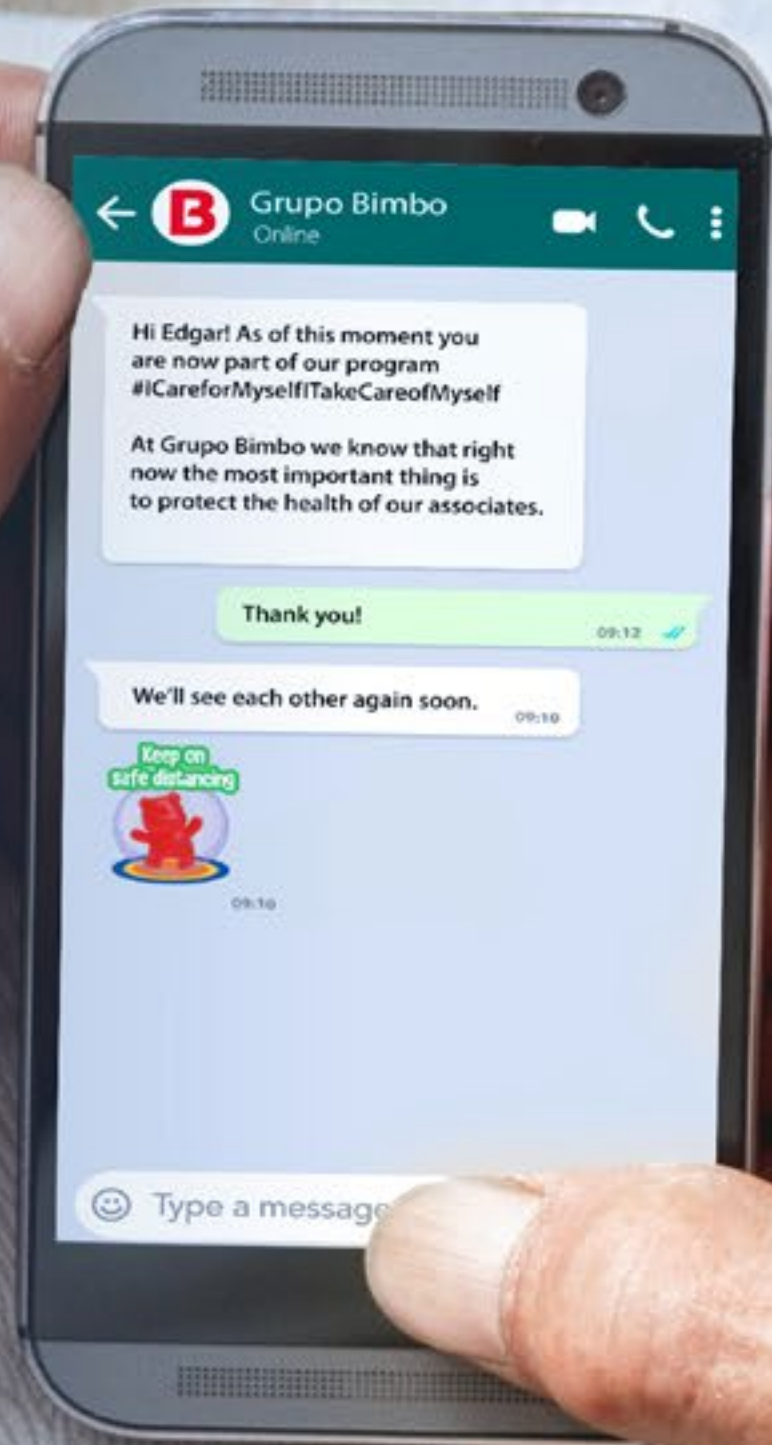 B
Grupo Bimbo
Online
Hi Edgar! As of this moment you
are now part of our program
#ICareforMyselfITakeCareofMyself
At Grupo Bimbo we know that right
now the most important thing is
to protect the health of our associates.
Thank you!
09:12
We'll see each other again soon.
09:10
Keep on
safe distancing
09:10
Type a message